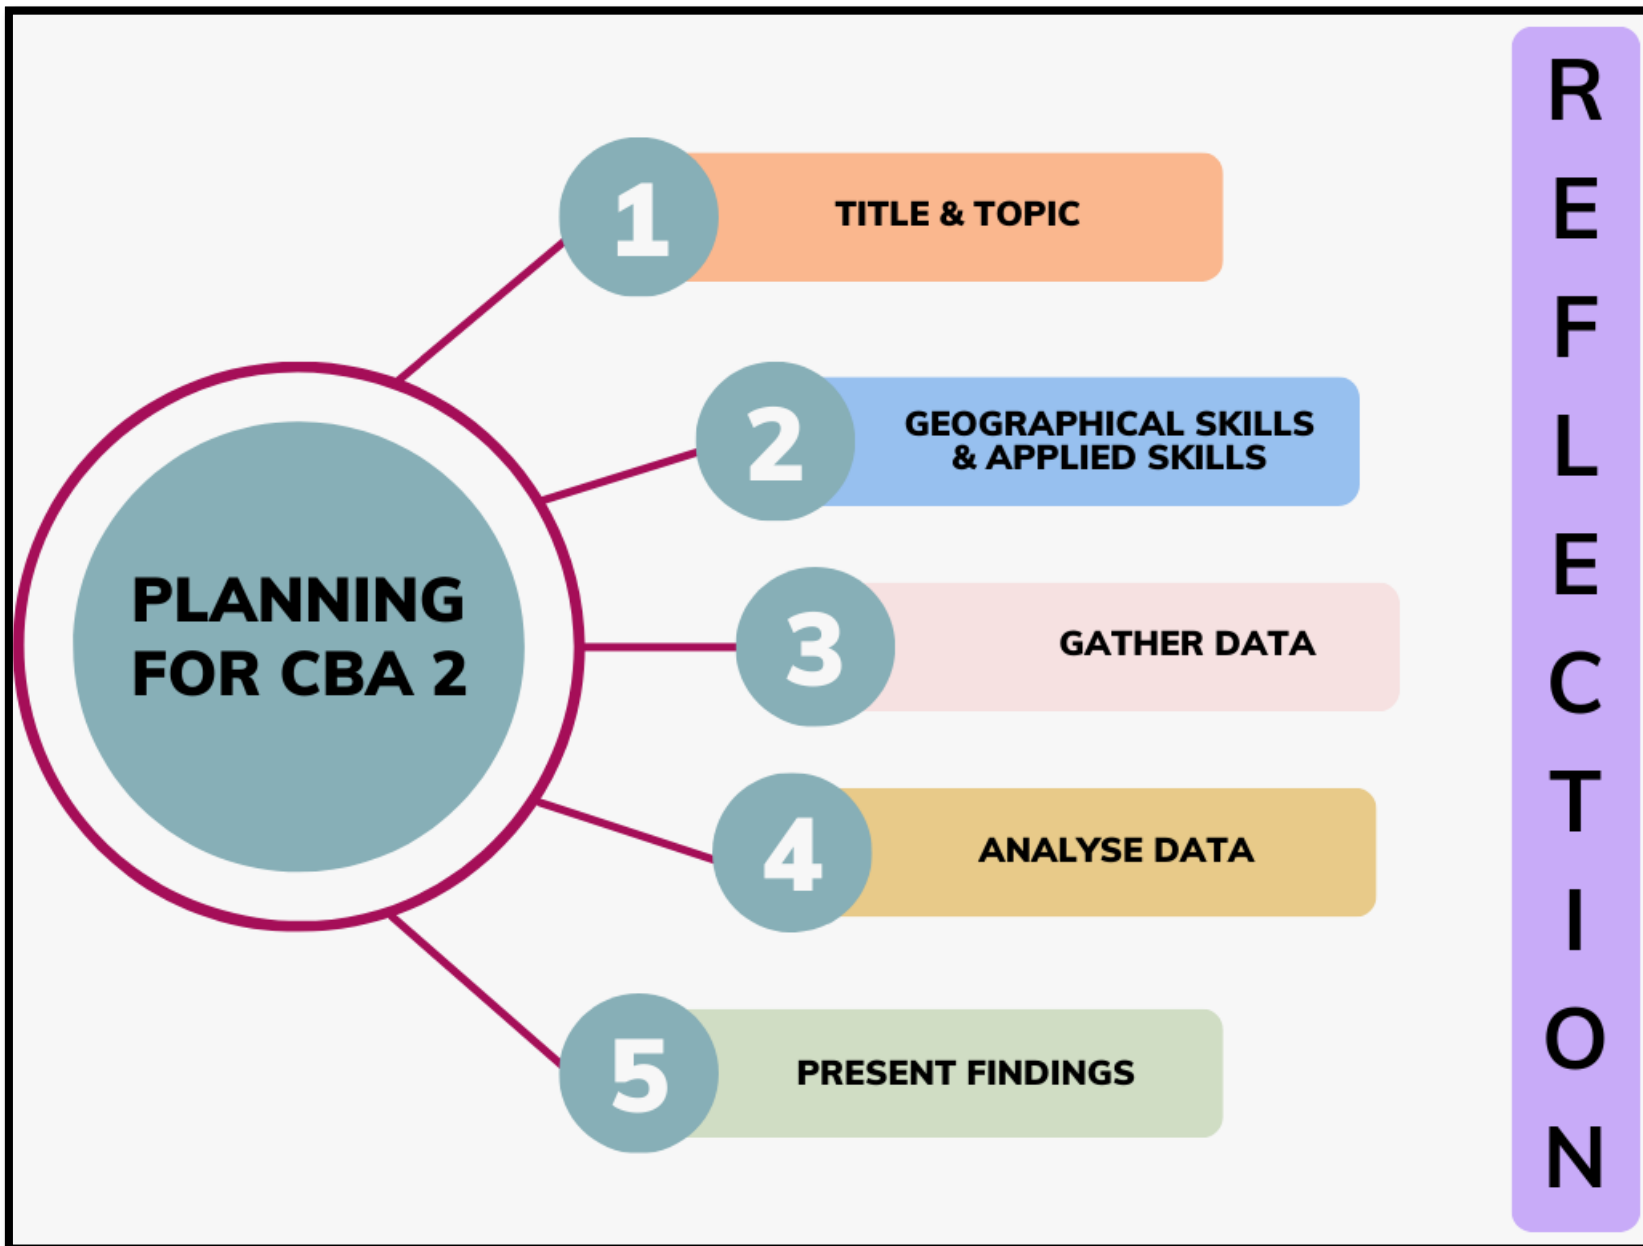 PLANNING
FOR CBA 2
1
TITLE & TOPIC
2
GEOGRAPHICAL SKILLS
& APPLIED SKILLS
3
GATHER DATA
4
ANALYSE DATA
5
PRESENT FINDINGS
R
E
F
L
E
C
T
I
O
N